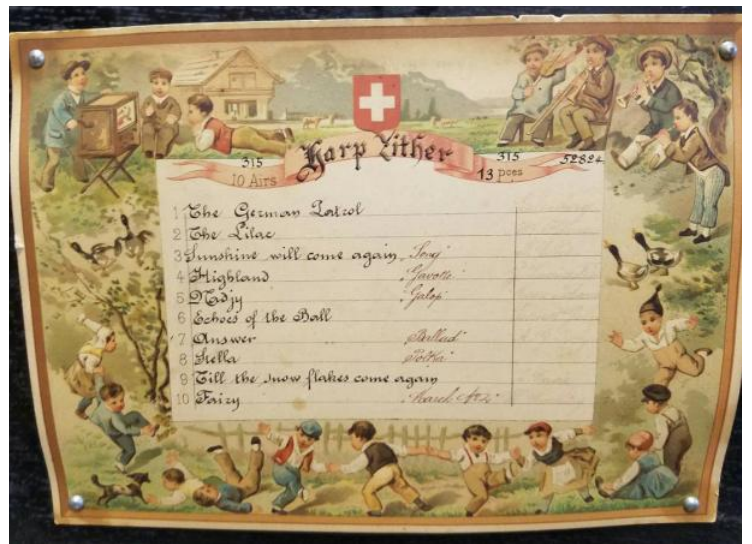 315 Harp Zither 315 52824
10 Airs 13 pces
1 The German Patrol
2 The Lilac
3 Sunshine will come again "Song"
4 Highland "Gavotte"
5 Nadjy "Galop"
6 Echoes of the Ball
7 Answer "Ballad"
8 Stella "Polka"
9 Till the snow flakes come again
10 Fairy "March